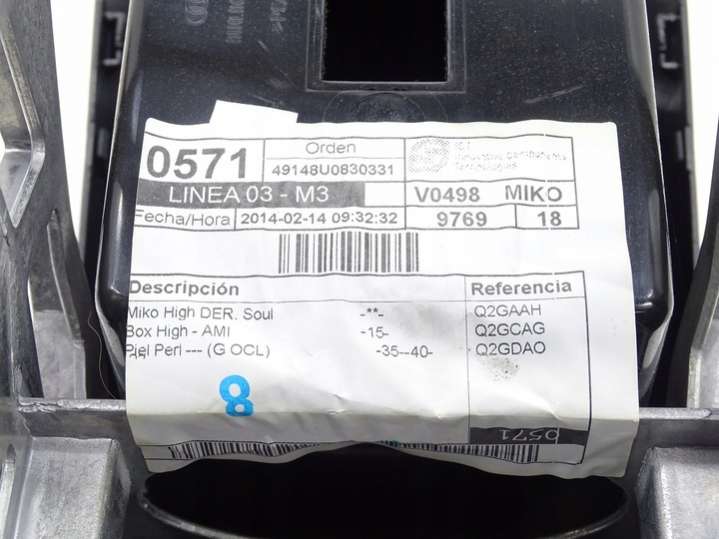 0571
Orden
49148U0830331
LINEA 03 - M3
V0498 MIKO
Fecha/Hora 2014-02-14 09:32:32
9769 18
Descripción Referencia
Miko High DER. Soul -**- Q2GAAH
Box High - AMI -15- Q2GCAG
Piel Perl --- (G OCL) -35--40- Q2GDAO
8
0571